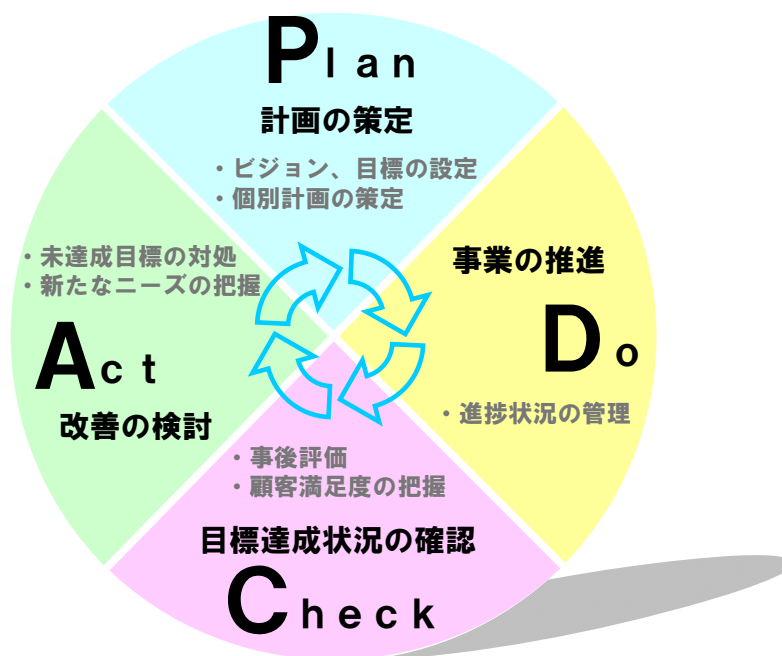 Plan
計画の策定
・ビジョン、目標の設定
・個別計画の策定
事業の推進
Do
・進捗状況の管理
・事後評価
・顧客満足度の把握
目標達成状況の確認
Check
・未達成目標の対処
・新たなニーズの把握
Act
改善の検討